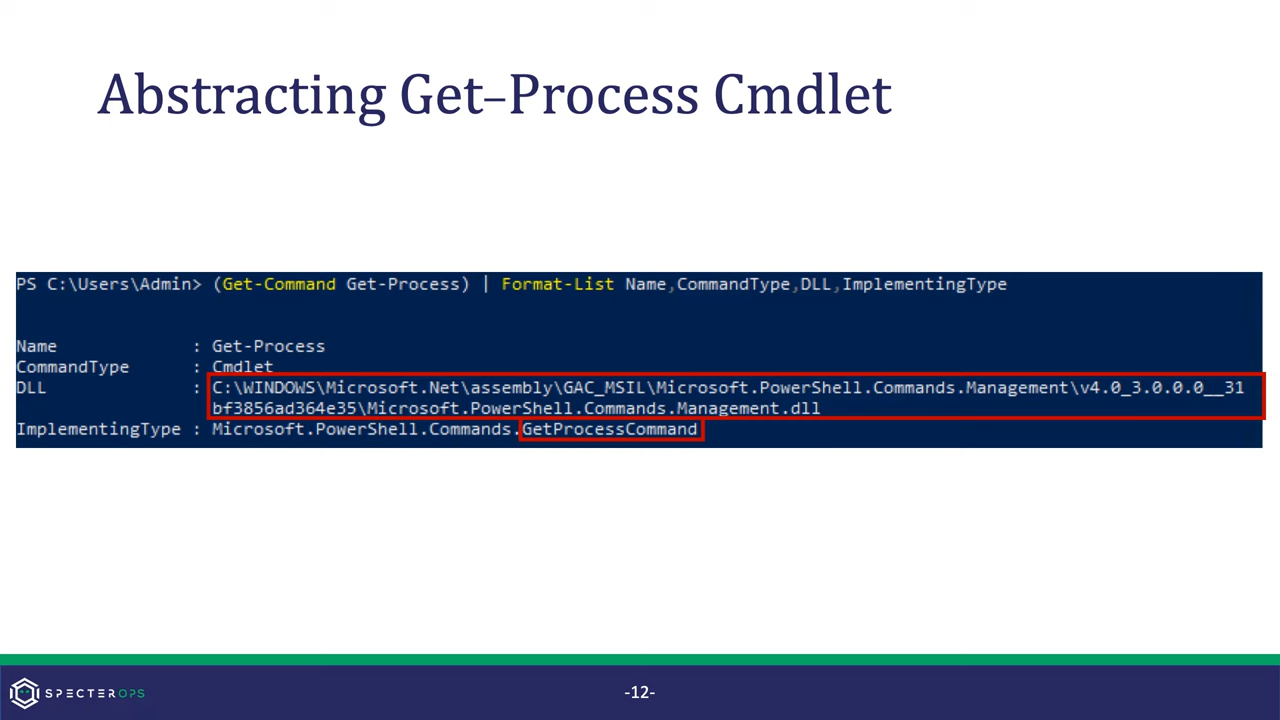 Abstracting Get–Process Cmdlet
PS C:\Users\Admin> (Get-Command Get-Process) | Format-List Name,CommandType,DLL,ImplementingType
Name : Get-Process
CommandType : Cmdlet
DLL : C:\WINDOWS\Microsoft.Net\assembly\GAC_MSIL\Microsoft.PowerShell.Commands.Management\v4.0_3.0.0.0__31
bf3856ad364e35\Microsoft.PowerShell.Commands.Management.dll
ImplementingType : Microsoft.PowerShell.Commands.GetProcessCommand
SPECTEROPS
-12-